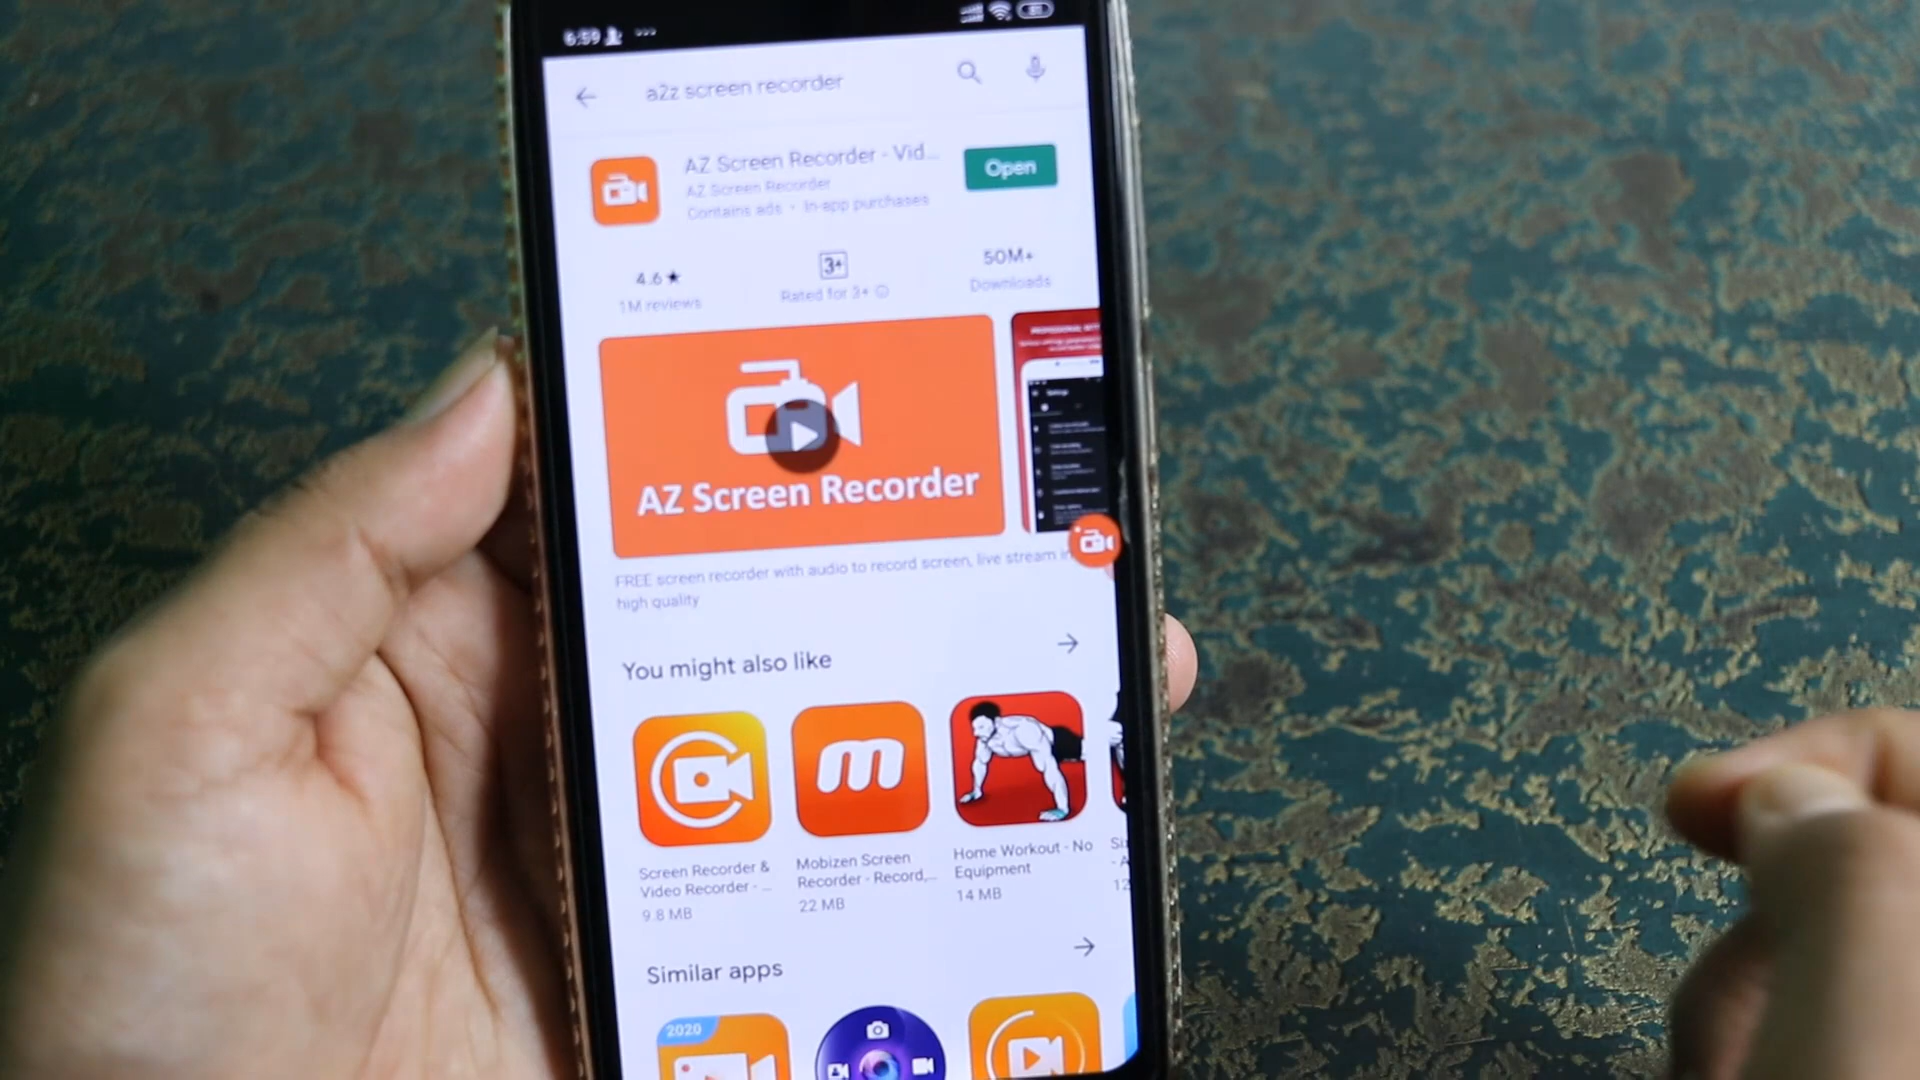 6:59
81
a2z screen recorder
AZ Screen Recorder - Vid...
AZ Screen Recorder
Contains ads • In-app purchases
Open
4.6★
1M reviews
3+
Rated for 3+
50M+
Downloads
AZ Screen Recorder
FREE screen recorder with audio to record screen, live stream in
high quality
You might also like
Screen Recorder &
Video Recorder - ...
9.8 MB
Mobizen Screen
Recorder - Record,...
22 MB
Home Workout - No
Equipment
14 MB
Si
- A
12
Similar apps
2020